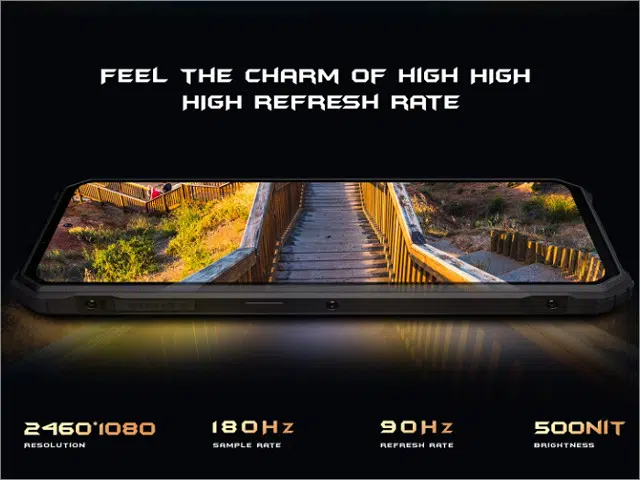 FEEL THE CHARM OF HIGH HIGH
HIGH REFRESH RATE
2460*1080
RESOLUTION
180Hz
SAMPLE RATE
90Hz
REFRESH RATE
500NIT
BRIGHTNESS